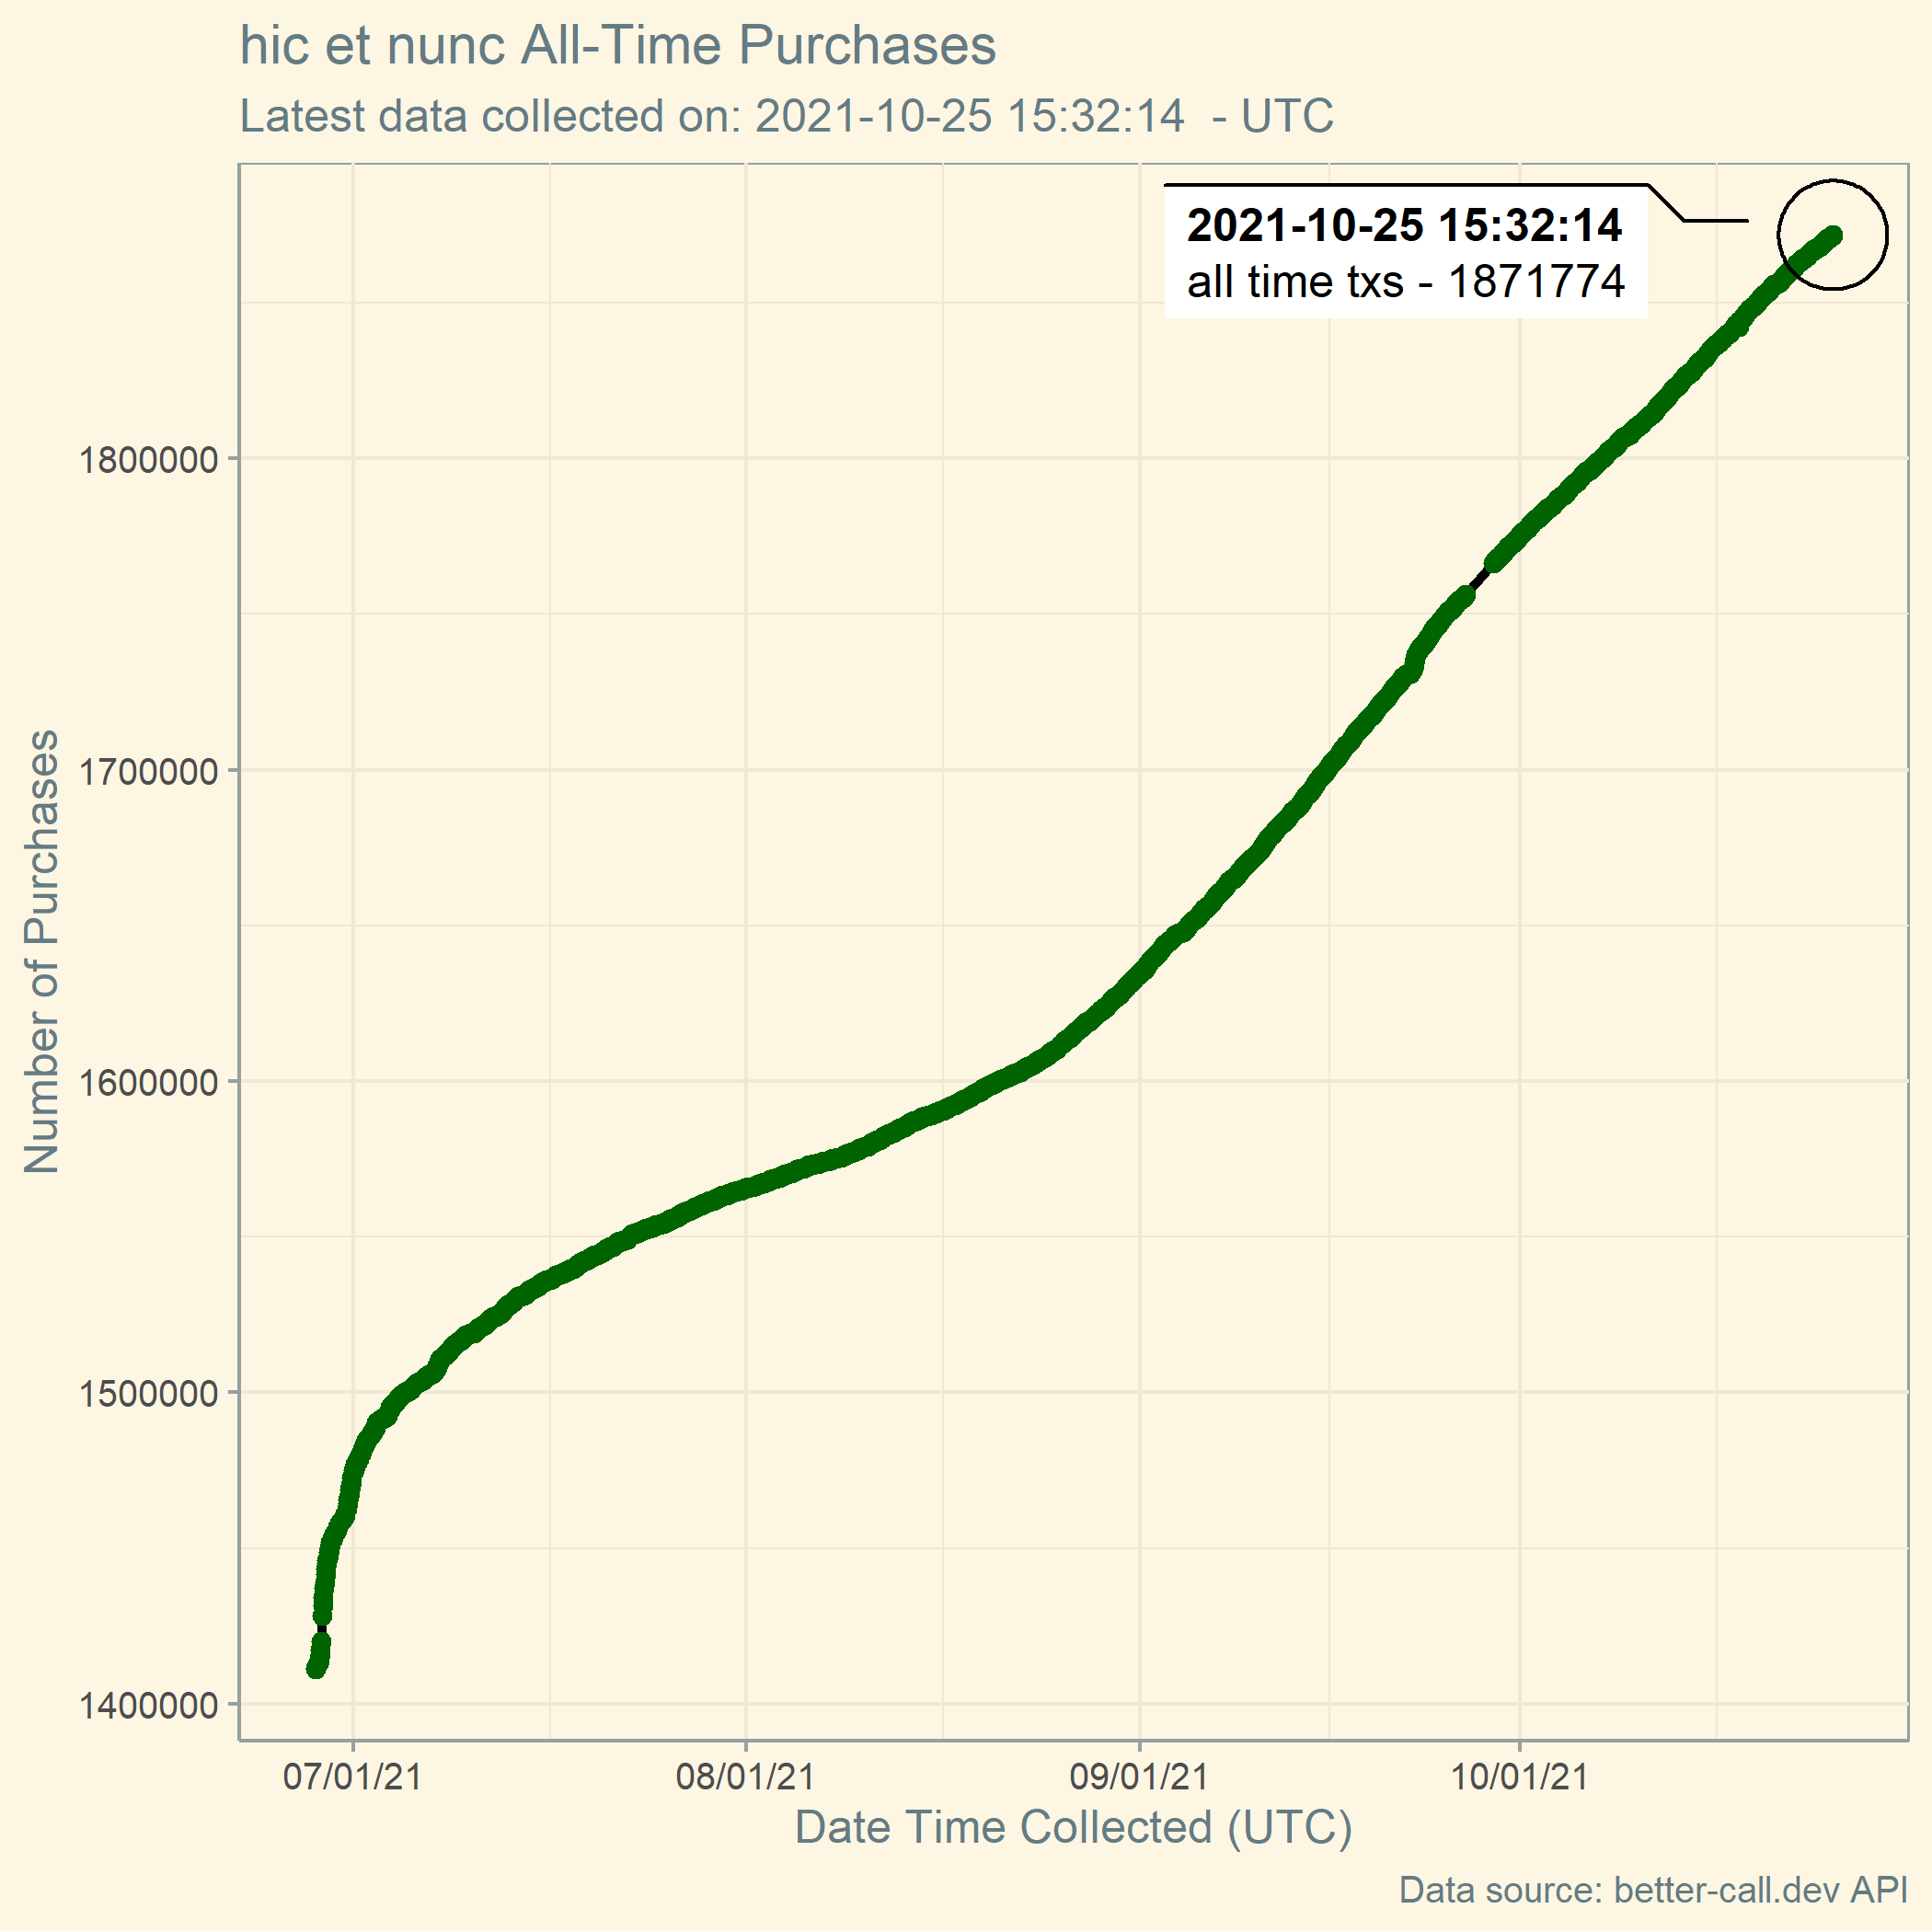 hic et nunc All-Time Purchases
Latest data collected on: 2021-10-25 15:32:14  - UTC
2021-10-25 15:32:14
all time txs - 1871774
Number of Purchases
1800000
1700000
1600000
1500000
1400000
07/01/21
08/01/21
09/01/21
10/01/21
Date Time Collected (UTC)
Data source: better-call.dev API